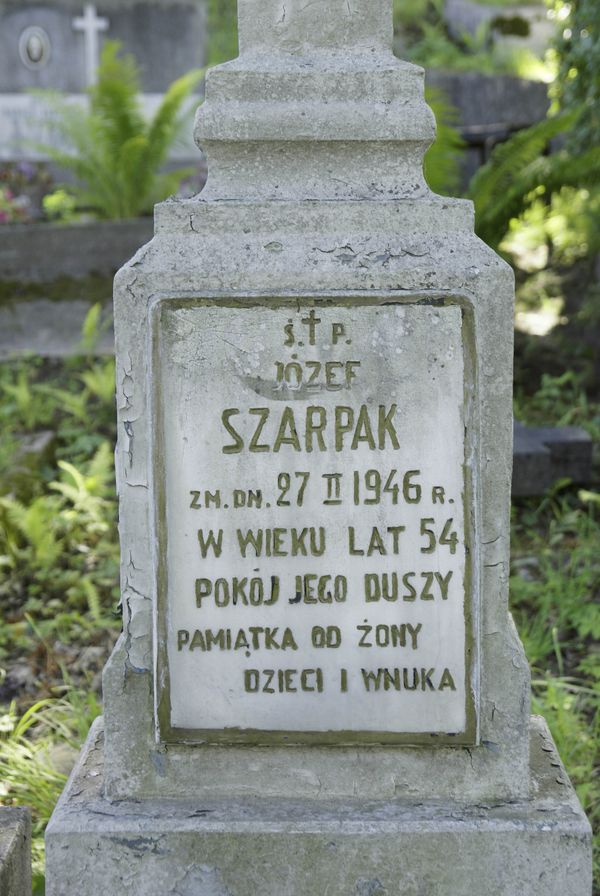 Ś.†P.
JÓZEF
SZARPAK
ZM. DN. 27 II 1946 R.
W WIEKU LAT 54
POKÓJ JEGO DUSZY
PAMIĄTKA OD ŻONY
DZIECI I WNUKA